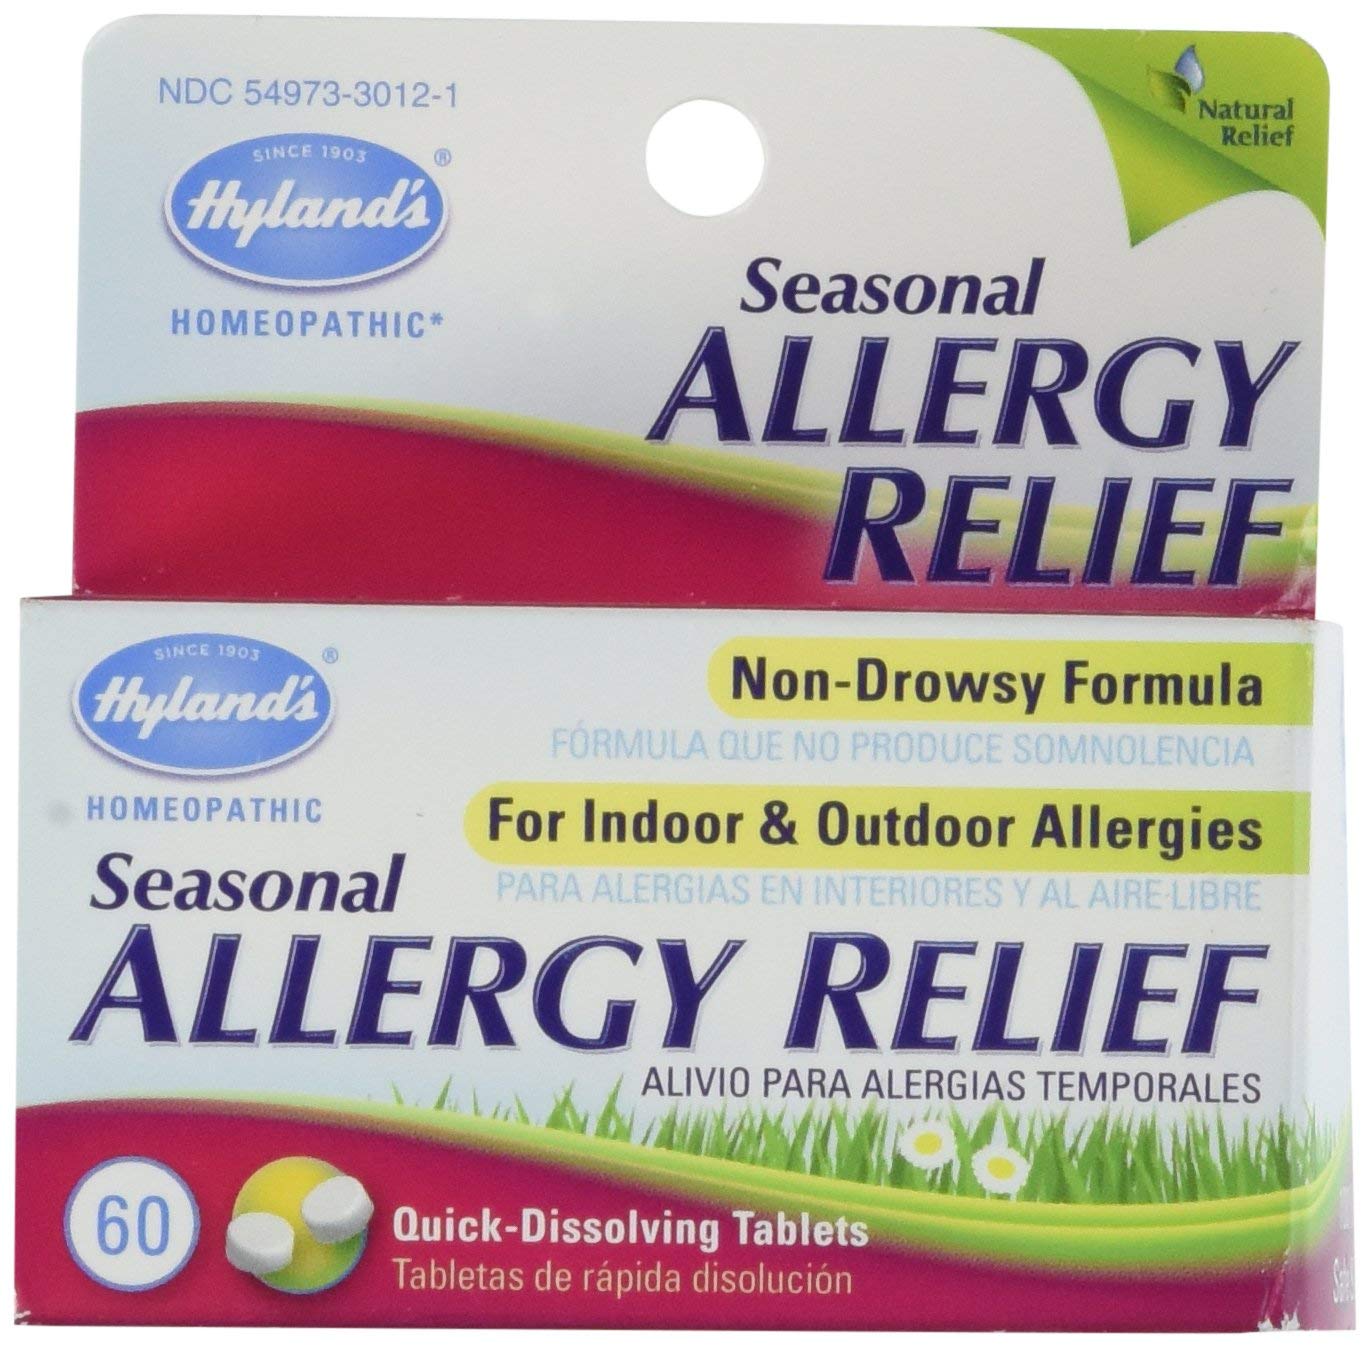 NDC 54973-3012-1
SINCE 1903
Hyland's®
HOMEOPATHIC*
Natural
Relief
Seasonal
ALLERGY
RELIEF
SINCE 1903
Hyland's®
HOMEOPATHIC
Non-Drowsy Formula
FÓRMULA QUE NO PRODUCE SOMNOLENCIA
For Indoor & Outdoor Allergies
PARA ALERGIAS EN INTERIORES Y AL AIRE LIBRE
Seasonal
ALLERGY RELIEF
ALIVIO PARA ALERGIAS TEMPORALES
60
Quick-Dissolving Tablets
Tabletas de rápida disolución